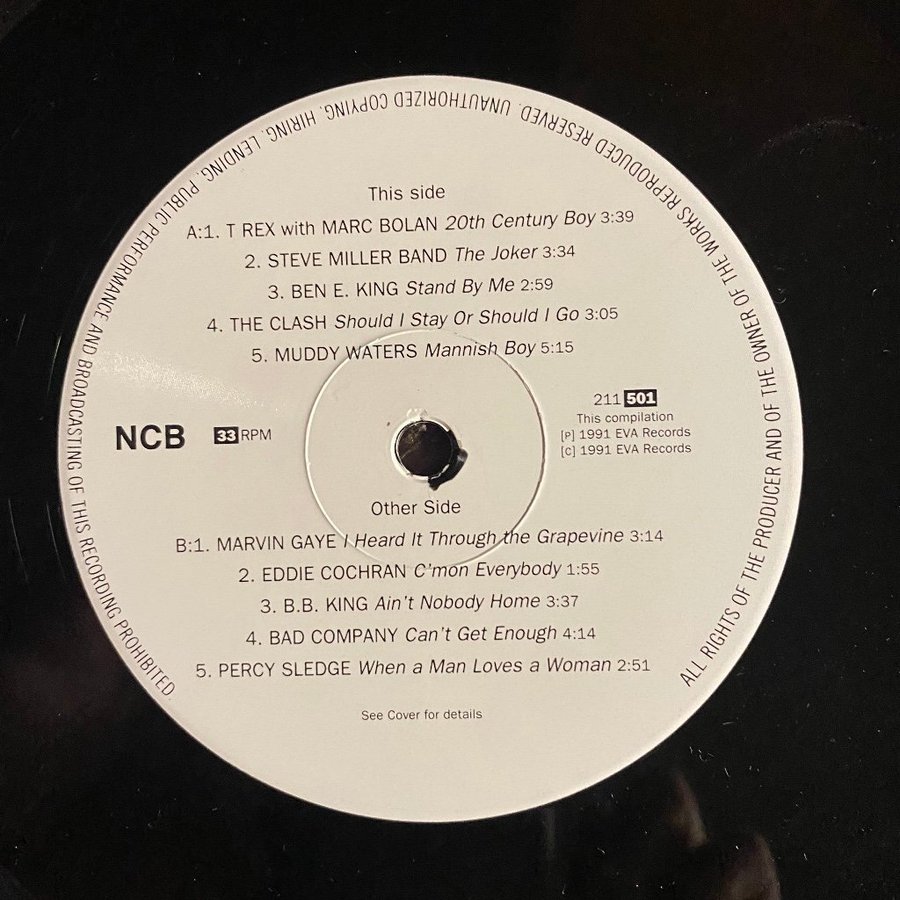 This side
A:1. T REX with MARC BOLAN 20th Century Boy 3:39
2. STEVE MILLER BAND The Joker 3:34
3. BEN E. KING Stand By Me 2:59
4. THE CLASH Should I Stay Or Should I Go 3:05
5. MUDDY WATERS Mannish Boy 5:15
NCB 33 RPM
211 501
This compilation
[P] 1991 EVA Records
[C] 1991 EVA Records
Other Side
B:1. MARVIN GAYE I Heard It Through the Grapevine 3:14
2. EDDIE COCHRAN C'mon Everybody 1:55
3. B.B. KING Ain't Nobody Home 3:37
4. BAD COMPANY Can't Get Enough 4:14
5. PERCY SLEDGE When a Man Loves a Woman 2:51
See Cover for details
ALL RIGHTS OF THE PRODUCER AND OF THE OWNER OF THE WORKS REPRODUCED RESERVED. UNAUTHORIZED COPYING. HIRING. LENDING. PUBLIC PERFORMANCE AND BROADCASTING OF THIS RECORDING PROHIBITED.